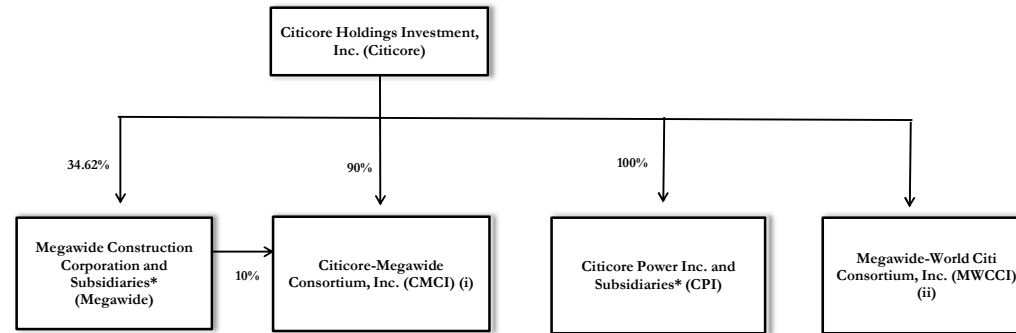 Citicore Holdings Investment,
Inc. (Citicore)
34.62%
90%
100%
Megawide Construction
Corporation and
Subsidiaries*
(Megawide)
10%
Citicore-Megawide
Consortium, Inc. (CMCI) (i)
Citicore Power Inc. and
Subsidiaries* (CPI)
Megawide-World Citi
Consortium, Inc. (MWCCI)
(ii)